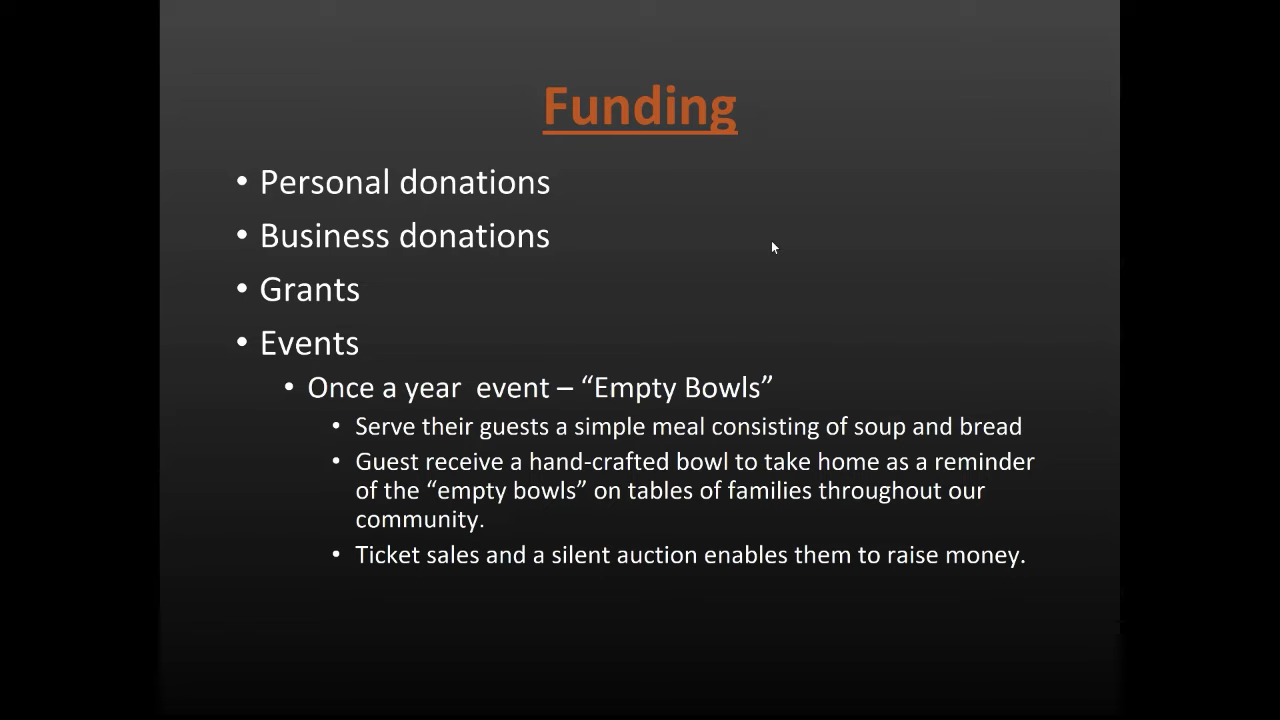 Funding
• Personal donations
• Business donations
• Grants
• Events
• Once a year  event – “Empty Bowls”
• Serve their guests a simple meal consisting of soup and bread
• Guest receive a hand-crafted bowl to take home as a reminder
of the “empty bowls” on tables of families throughout our
community.
• Ticket sales and a silent auction enables them to raise money.